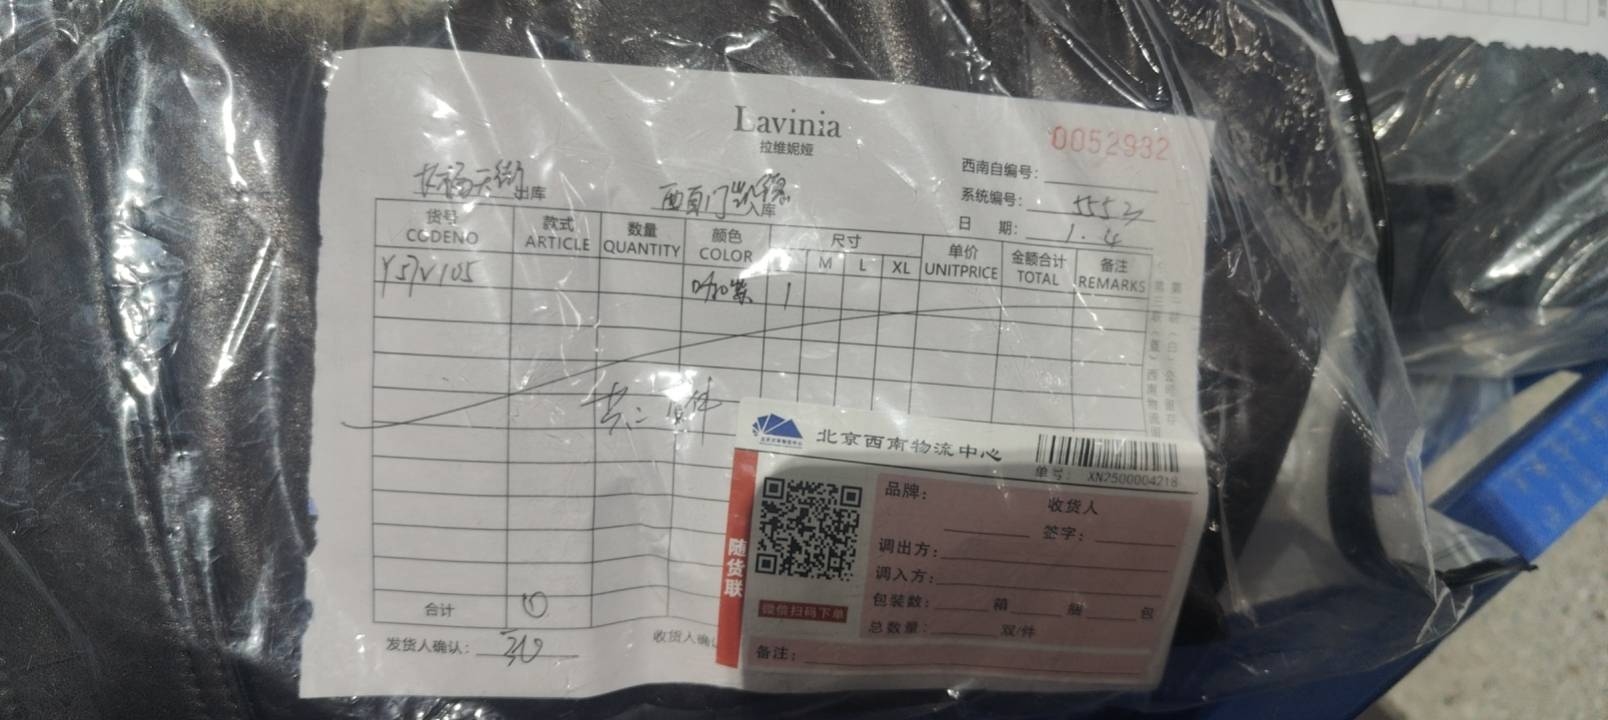 Lavinia
拉维妮娅
0052932
西南自编号:
系统编号: 5552
日 期: 1.4
长福天街 出库
西直门凯德 入库
货号 款式 数量 颜色 尺寸 单价 金额合计 备注
CODENO ARTICLE QUANTITY COLOR M L XL UNITPRICE TOTAL REMARKS
咖紫 1
合计 ①
发货人确认:
收货人确认
北京西南物流中心
单号: XN2500004218
随货联
微信扫码下单
品牌:
收货人
签字:
调出方:
调入方:
包装数: 箱 捆 包
总数量: 双/件
备注: